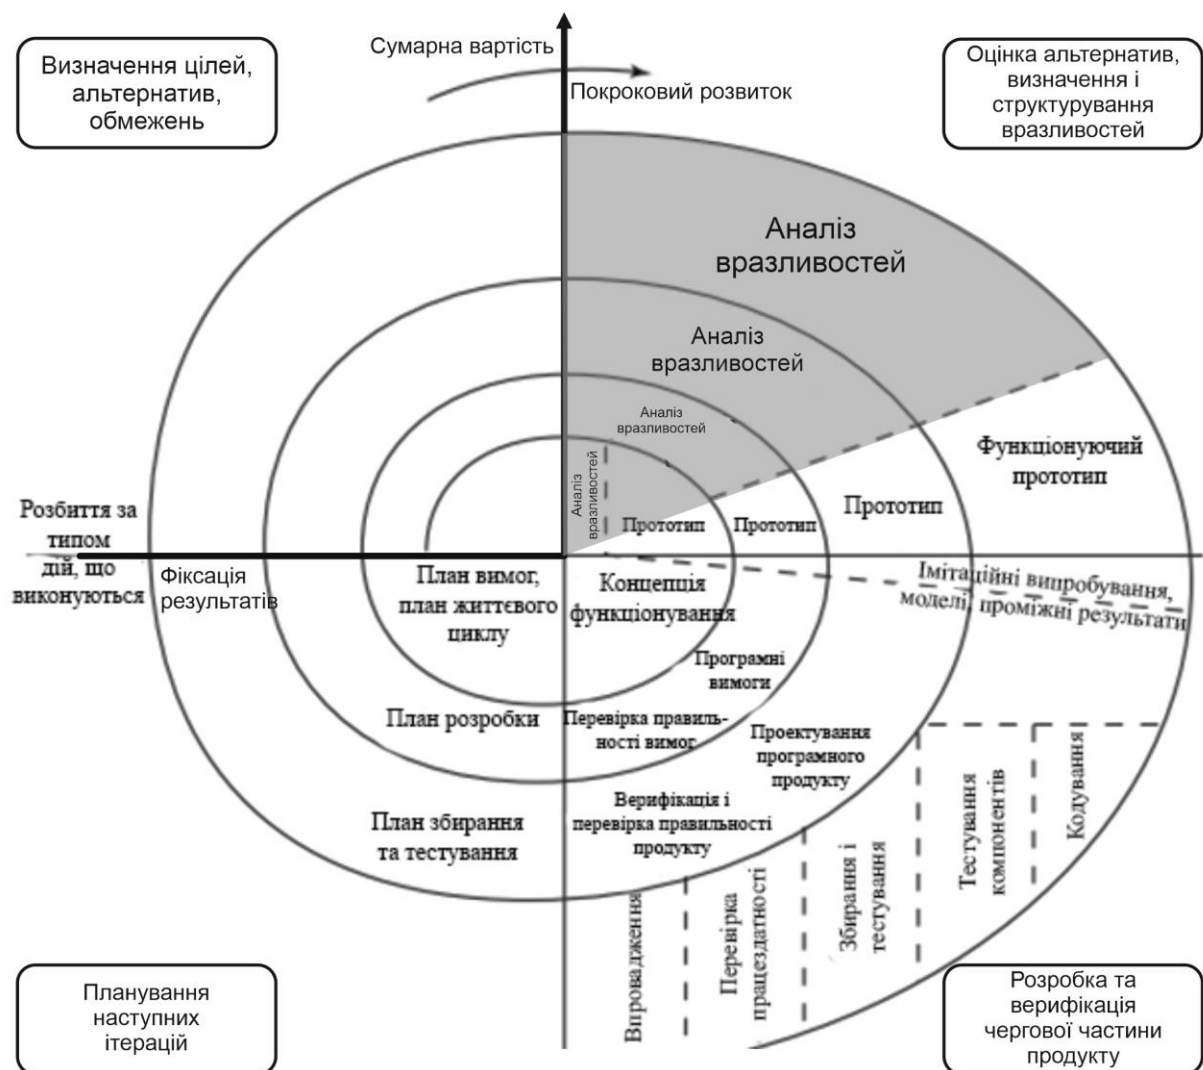 Сумарна вартість
Покроковий розвиток
Визначення цілей,
альтернатив,
обмежень
Оцінка альтернатив,
визначення і
структурування
вразливостей
Аналіз
вразливостей
Аналіз
вразливостей
Аналіз
вразливостей
Аналіз
вразливостей
Функціонуючий
прототип
Прототип
Прототип
Прототип
Розбиття за
типом
дій, що
виконуються
Фіксація
результатів
План вимог,
план життєвого
циклу
Концепція
функціонування
Імітаційні випробування,
моделі, проміжні результати
Програмні
вимоги
План розробки
Перевірка правиль-
ності вимог
Проектування
програмного
продукту
План збирання
та тестування
Верифікація і
перевірка правильності
продукту
Впровадження
Перевірка
працездатності
Збирання і
тестування
Тестування
компонентів
Кодування
Планування
наступних
ітерацій
Розробка та
верифікація
чергової частини
продукту